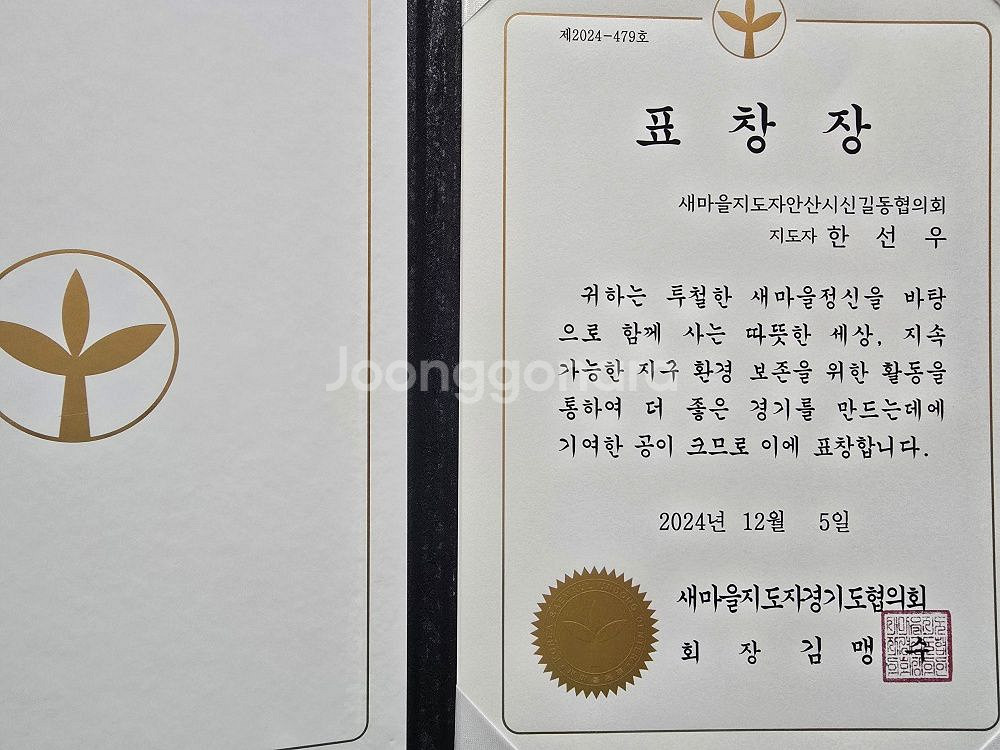 제2024-479호
표 창 장
새마을지도자안산시신길동협의회
지도자 한 선 우
귀하는 투철한 새마을정신을 바탕
으로 함께 사는 따뜻한 세상, 지속
가능한 지구 환경 보존을 위한 활동을
통하여 더 좋은 경기를 만드는데에
기여한 공이 크므로 이에 표창합니다.
Joonggonara
2024년 12월 5일
새마을지도자경기도협의회
회 장 김 맹 수